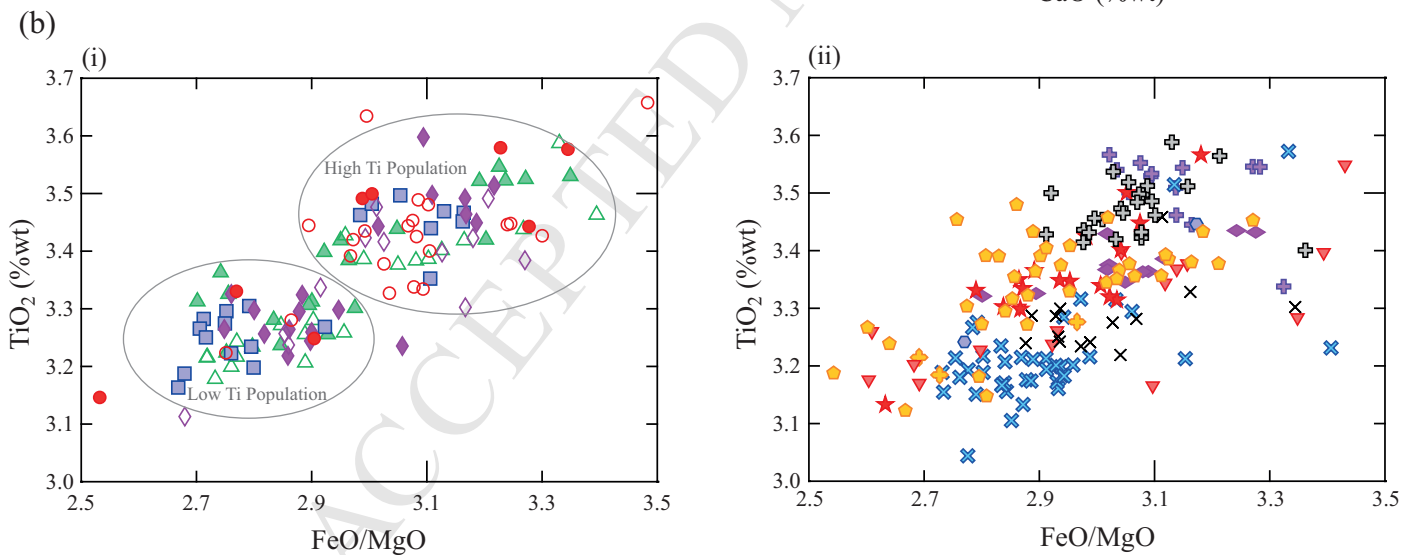 CaO (%wt)
(b)
(i)
(ii)
3.7
3.6
3.5
3.4
3.3
3.2
3.1
3.0
TiO2 (%wt)
High Ti Population
Low Ti Population
2.5 2.7 2.9 3.1 3.3 3.5
FeO/MgO
3.7
3.6
3.5
3.4
3.3
3.2
3.1
3.0
TiO2 (%wt)
2.5 2.7 2.9 3.1 3.3 3.5
FeO/MgO
ACCEPTED